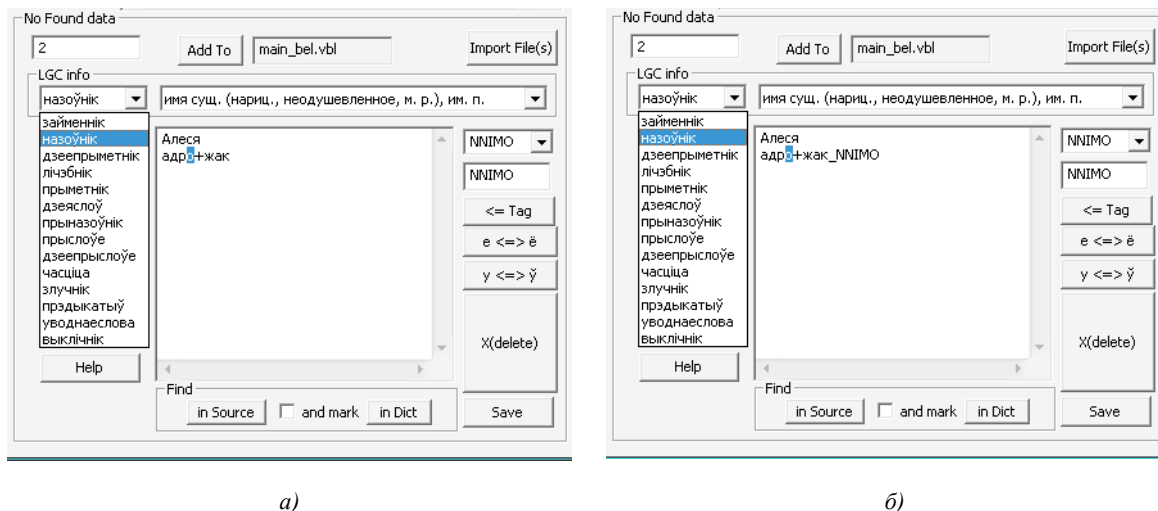 No Found data
2
Add To
main_bel.vbl
Import File(s)
LGC info
назоўнік
имя сущ. (нариц., неодушевленное, м. р.), им. п.
займеннік
назоўнік
дзеепрыметнік
лічэбнік
прыметнік
дзеяслоў
прыназоўнік
прыслоўе
дзеепрыслоўе
часціца
злучнік
прэдыкатыў
уводнаеслова
выклічнік
Help
Алеся
адро+жак
NNIMO
NNIMO
<= Tag
е <=> ё
у <=> ў
X(delete)
Find
in Source
and mark
in Dict
Save
а)
No Found data
2
Add To
main_bel.vbl
Import File(s)
LGC info
назоўнік
имя сущ. (нариц., неодушевленное, м. р.), им. п.
займеннік
назоўнік
дзеепрыметнік
лічэбнік
прыметнік
дзеяслоў
прыназоўнік
прыслоўе
дзеепрыслоўе
часціца
злучнік
прэдыкатыў
уводнаеслова
выклічнік
Help
Алеся
адро+жак_NNIMO
NNIMO
NNIMO
<= Tag
е <=> ё
у <=> ў
X(delete)
Find
in Source
and mark
in Dict
Save
б)